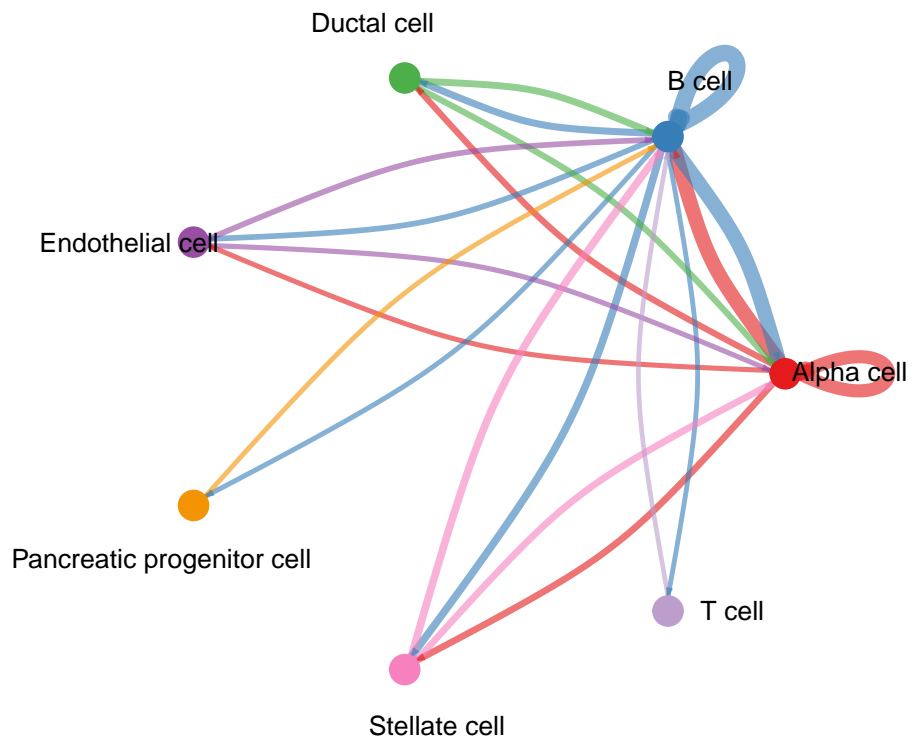 Ductal cell
B cell
Endothelial cell
Alpha cell
Pancreatic progenitor cell
T cell
Stellate cell